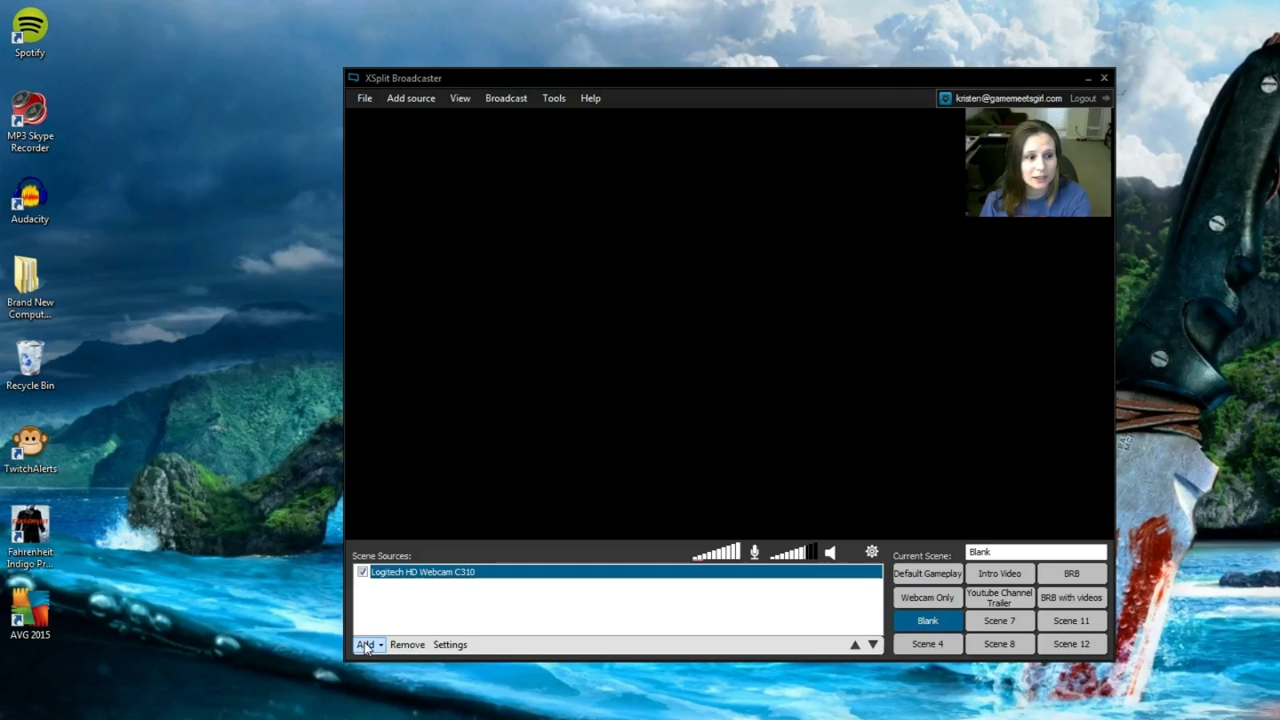 Spotify
MP3 Skype
Recorder
Audacity
Brand New
Comput...
Recycle Bin
TwitchAlerts
Fahrenheit
Indigo Pr...
AVG 2015
XSplit Broadcaster
File Add source View Broadcast Tools Help
kristen@gamemeetsgirl.com Logout
Scene Sources:
Logitech HD Webcam C310
Add Remove Settings
Current Scene: Blank
Default Gameplay Intro Video BRB
Webcam Only Youtube Channel Trailer BRB with videos
Blank Scene 7 Scene 11
Scene 4 Scene 8 Scene 12